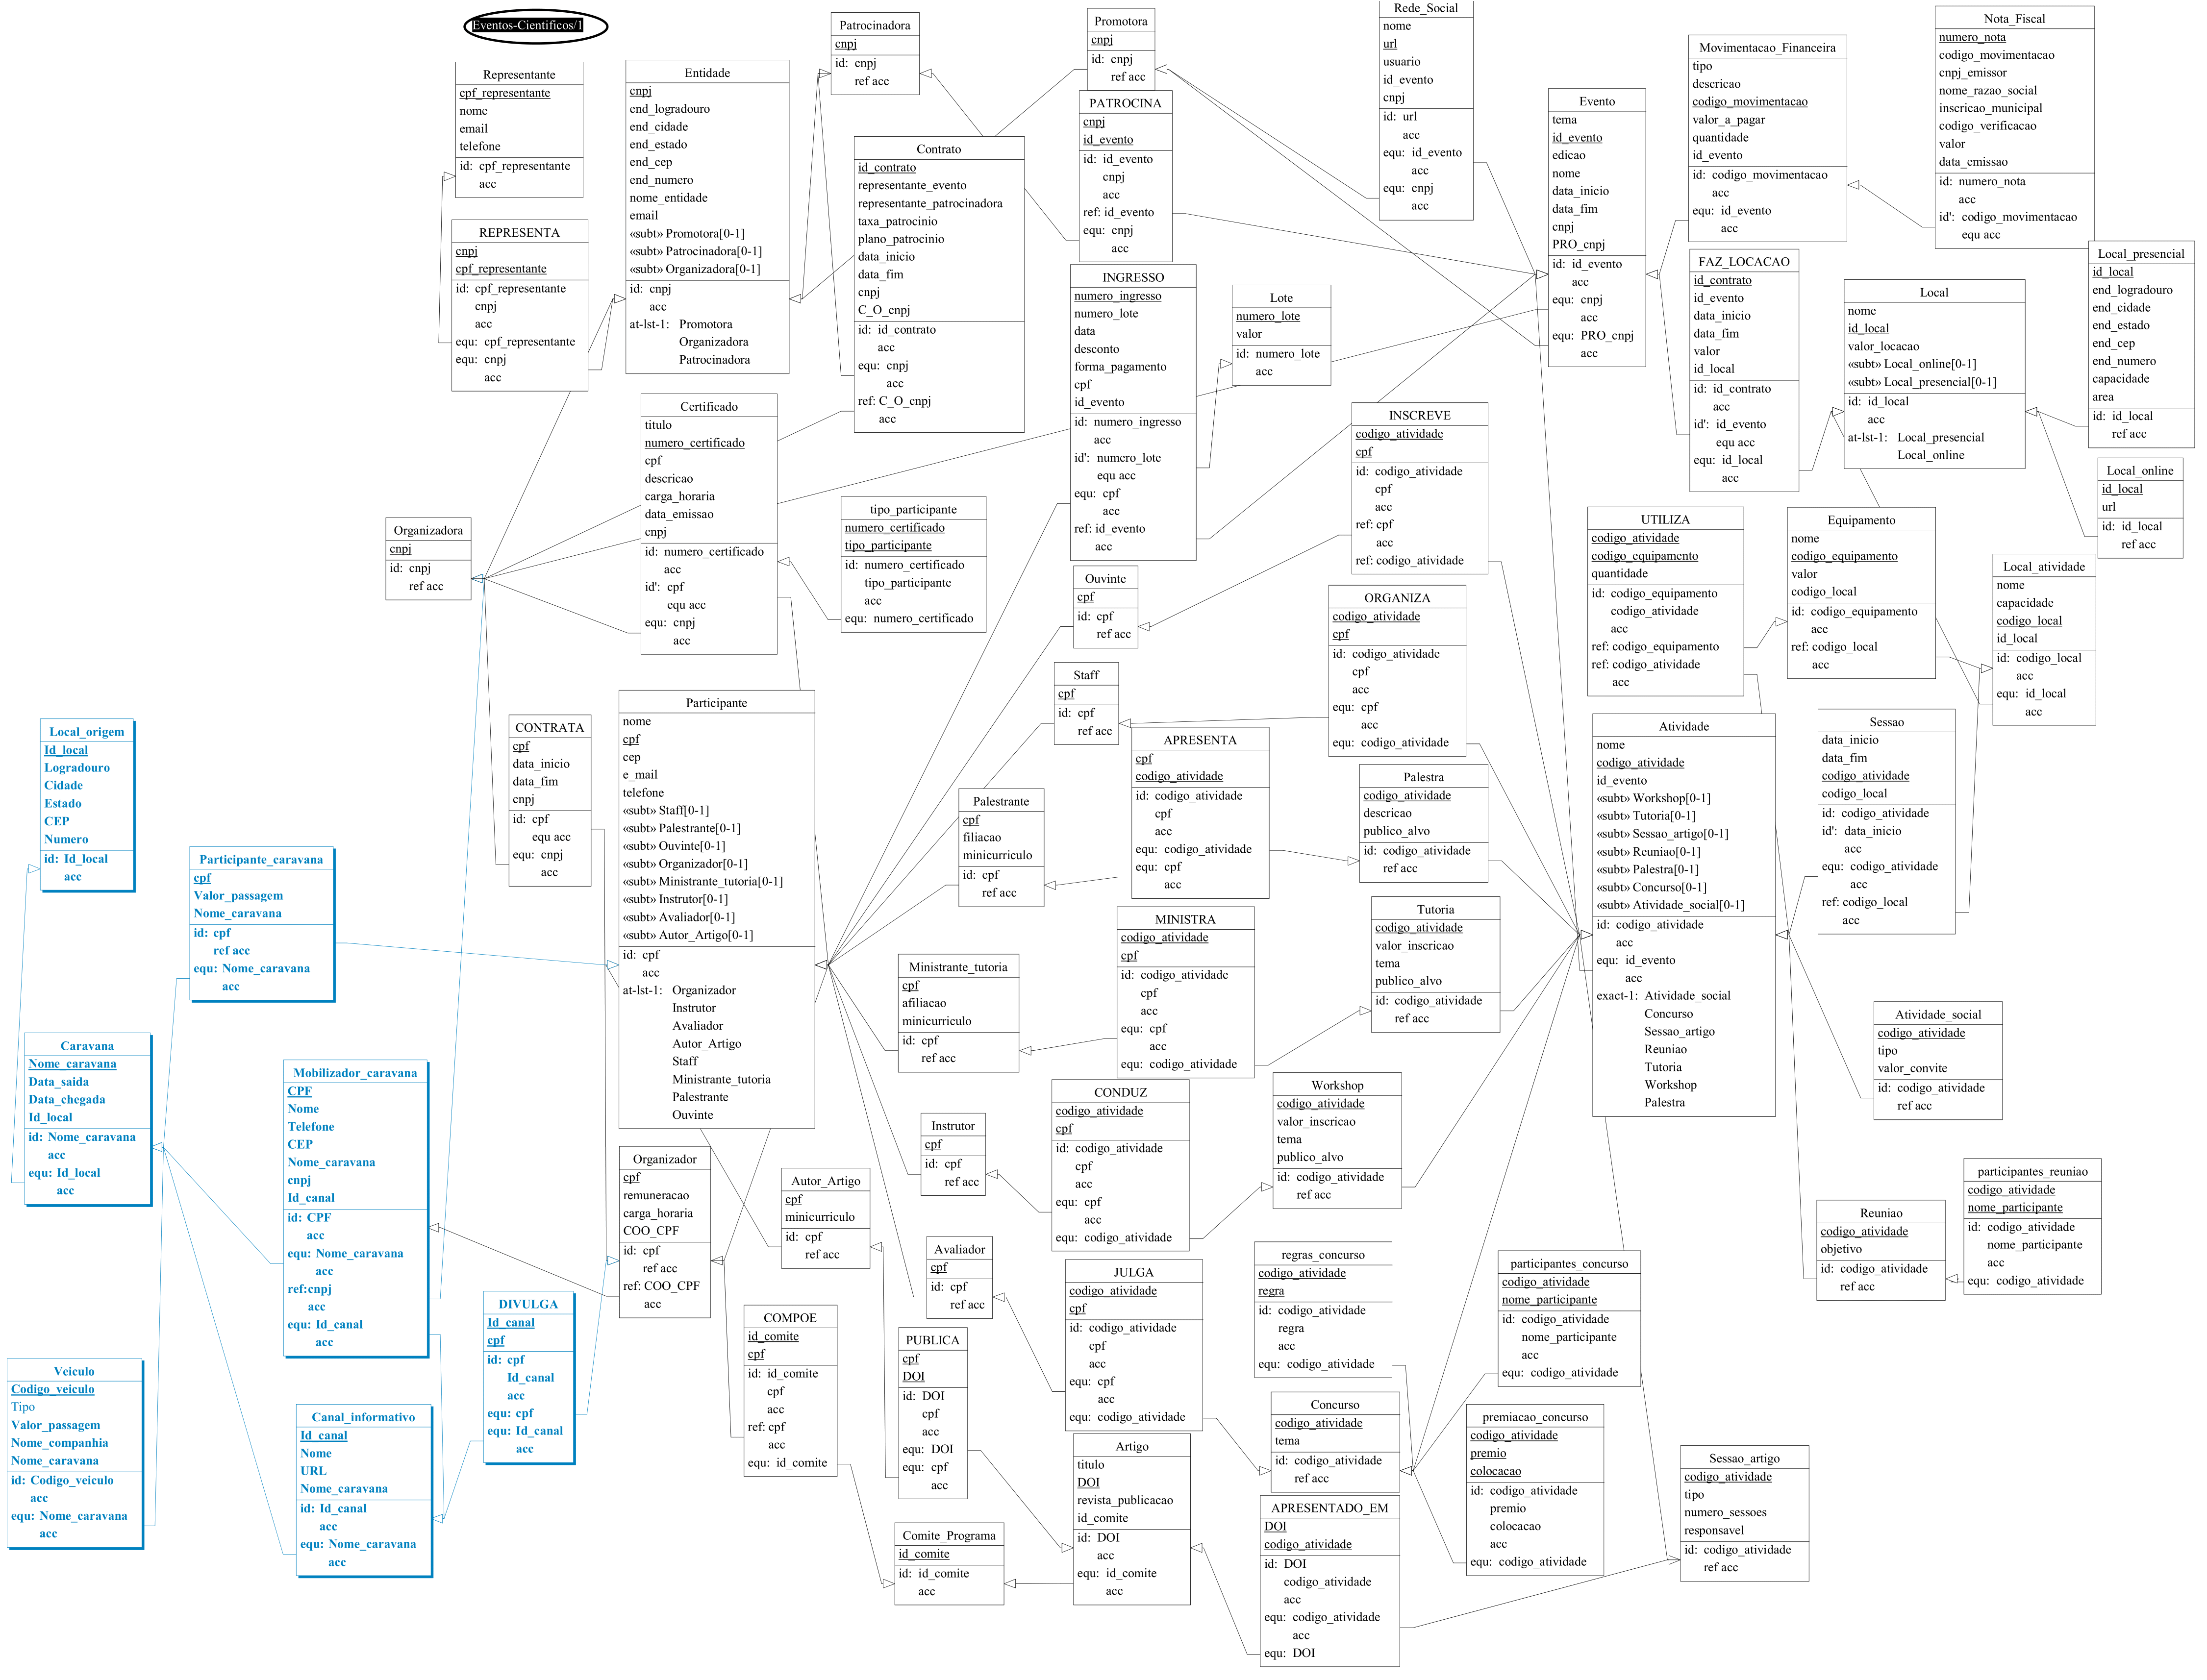 Eventos-Cientificos/1
Representante
cpf_representante
nome
email
telefone
id: cpf_representante
acc
REPRESENTA
cnpj
cpf_representante
id: cpf_representante
cnpj
acc
equ: cpf_representante
equ: cnpj
acc
Entidade
cnpj
end_logradouro
end_cidade
end_estado
end_cep
end_numero
nome_entidade
email
«subt» Promotora[0-1]
«subt» Patrocinadora[0-1]
«subt» Organizadora[0-1]
id: cnpj
acc
at-lst-1: Promotora
Organizadora
Patrocinadora
Patrocinadora
cnpj
id: cnpj
ref acc
Contrato
id_contrato
representante_evento
representante_patrocinadora
taxa_patrocinio
plano_patrocinio
data_inicio
data_fim
cnpj
C_O_cnpj
id: id_contrato
acc
equ: cnpj
acc
ref: C_O_cnpj
acc
Promotora
cnpj
id: cnpj
ref acc
PATROCINA
cnpj
id_evento
id: id_evento
cnpj
acc
ref: id_evento
equ: cnpj
acc
INGRESSO
numero_ingresso
numero_lote
data
desconto
forma_pagamento
cpf
id_evento
id: numero_ingresso
acc
id': numero_lote
equ acc
equ: cpf
acc
ref: id_evento
acc
Lote
numero_lote
valor
id: numero_lote
acc
Rede_Social
nome
url
usuario
id_evento
cnpj
id: url
acc
equ: id_evento
acc
equ: cnpj
acc
Evento
tema
id_evento
edicao
nome
data_inicio
data_fim
cnpj
PRO_cnpj
id: id_evento
acc
equ: cnpj
acc
equ: PRO_cnpj
acc
Movimentacao_Financeira
tipo
descricao
codigo_movimentacao
valor_a_pagar
quantidade
id_evento
id: codigo_movimentacao
acc
equ: id_evento
acc
Nota_Fiscal
numero_nota
codigo_movimentacao
cnpj_emissor
nome_razao_social
inscricao_municipal
codigo_verificacao
valor
data_emissao
id: numero_nota
acc
id': codigo_movimentacao
equ acc
FAZ_LOCACAO
id_contrato
id_evento
data_inicio
data_fim
valor
id_local
id: id_contrato
acc
id': id_evento
equ acc
equ: id_local
acc
Local
nome
id_local
valor_locacao
«subt» Local_online[0-1]
«subt» Local_presencial[0-1]
id: id_local
acc
at-lst-1: Local_presencial
Local_online
Local_presencial
id_local
end_logradouro
end_cidade
end_estado
end_cep
end_numero
capacidade
area
id: id_local
ref acc
Local_online
id_local
url
id: id_local
ref acc
Certificado
titulo
numero_certificado
cpf
descricao
carga_horaria
data_emissao
cnpj
id: numero_certificado
acc
id': cpf
equ acc
equ: cnpj
acc
tipo_participante
numero_certificado
tipo_participante
id: numero_certificado
tipo_participante
acc
equ: numero_certificado
Organizadora
cnpj
id: cnpj
ref acc
INSCREVE
codigo_atividade
cpf
id: codigo_atividade
cpf
acc
ref: cpf
acc
ref: codigo_atividade
Ouvinte
cpf
id: cpf
ref acc
ORGANIZA
codigo_atividade
cpf
id: codigo_atividade
cpf
acc
equ: cpf
acc
equ: codigo_atividade
UTILIZA
codigo_atividade
codigo_equipamento
quantidade
id: codigo_equipamento
codigo_atividade
acc
ref: codigo_equipamento
ref: codigo_atividade
acc
Equipamento
nome
codigo_equipamento
valor
codigo_local
id: codigo_equipamento
acc
ref: codigo_local
acc
Local_atividade
nome
capacidade
codigo_local
id_local
id: codigo_local
acc
equ: id_local
acc
Staff
cpf
id: cpf
ref acc
CONTRATA
cpf
data_inicio
data_fim
cnpj
id: cpf
equ acc
equ: cnpj
acc
Participante
nome
cpf
cep
e_mail
telefone
«subt» Staff[0-1]
«subt» Palestrante[0-1]
«subt» Ouvinte[0-1]
«subt» Organizador[0-1]
«subt» Ministrante_tutoria[0-1]
«subt» Instrutor[0-1]
«subt» Avaliador[0-1]
«subt» Autor_Artigo[0-1]
id: cpf
acc
at-lst-1: Organizador
Instrutor
Avaliador
Autor_Artigo
Staff
Ministrante_tutoria
Palestrante
Ouvinte
APRESENTA
cpf
codigo_atividade
id: codigo_atividade
cpf
acc
equ: codigo_atividade
equ: cpf
acc
Palestra
codigo_atividade
descricao
publico_alvo
id: codigo_atividade
ref acc
Palestrante
cpf
filiacao
minicurriculo
id: cpf
ref acc
Atividade
nome
codigo_atividade
id_evento
«subt» Workshop[0-1]
«subt» Tutoria[0-1]
«subt» Sessao_artigo[0-1]
«subt» Reuniao[0-1]
«subt» Palestra[0-1]
«subt» Concurso[0-1]
«subt» Atividade_social[0-1]
id: codigo_atividade
acc
equ: id_evento
acc
exact-1: Atividade_social
Concurso
Sessao_artigo
Reuniao
Tutoria
Workshop
Palestra
Sessao
data_inicio
data_fim
codigo_atividade
codigo_local
id: codigo_atividade
id': data_inicio
acc
equ: codigo_atividade
acc
ref: codigo_local
acc
Local_origem
Id_local
Logradouro
Cidade
Estado
CEP
Numero
id: Id_local
acc
Participante_caravana
cpf
Valor_passagem
Nome_caravana
id: cpf
ref acc
equ: Nome_caravana
acc
MINISTRA
codigo_atividade
cpf
id: codigo_atividade
cpf
acc
equ: cpf
acc
equ: codigo_atividade
Tutoria
codigo_atividade
valor_inscricao
tema
publico_alvo
id: codigo_atividade
ref acc
Ministrante_tutoria
cpf
afiliacao
minicurriculo
id: cpf
ref acc
Atividade_social
codigo_atividade
tipo
valor_convite
id: codigo_atividade
ref acc
Caravana
Nome_caravana
Data_saida
Data_chegada
Id_local
id: Nome_caravana
acc
equ: Id_local
acc
Mobilizador_caravana
CPF
Nome
Telefone
CEP
Nome_caravana
cnpj
Id_canal
id: CPF
acc
equ: Nome_caravana
acc
ref:cnpj
acc
equ: Id_canal
acc
CONDUZ
codigo_atividade
cpf
id: codigo_atividade
cpf
acc
equ: cpf
acc
equ: codigo_atividade
Workshop
codigo_atividade
valor_inscricao
tema
publico_alvo
id: codigo_atividade
ref acc
Instrutor
cpf
id: cpf
ref acc
Organizador
cpf
remuneracao
carga_horaria
COO_CPF
id: cpf
ref acc
ref: COO_CPF
acc
Autor_Artigo
cpf
minicurriculo
id: cpf
ref acc
participantes_reuniao
codigo_atividade
nome_participante
id: codigo_atividade
nome_participante
acc
equ: codigo_atividade
Reuniao
codigo_atividade
objetivo
id: codigo_atividade
ref acc
Avaliador
cpf
id: cpf
ref acc
JULGA
codigo_atividade
cpf
id: codigo_atividade
cpf
acc
equ: cpf
acc
equ: codigo_atividade
regras_concurso
codigo_atividade
regra
id: codigo_atividade
regra
acc
equ: codigo_atividade
participantes_concurso
codigo_atividade
nome_participante
id: codigo_atividade
nome_participante
acc
equ: codigo_atividade
DIVULGA
Id_canal
cpf
id: cpf
Id_canal
acc
equ: cpf
equ: Id_canal
acc
COMPOE
id_comite
cpf
id: id_comite
cpf
acc
ref: cpf
acc
equ: id_comite
PUBLICA
cpf
DOI
id: DOI
cpf
acc
equ: DOI
equ: cpf
acc
Veiculo
Codigo_veiculo
Tipo
Valor_passagem
Nome_companhia
Nome_caravana
id: Codigo_veiculo
acc
equ: Nome_caravana
acc
Canal_informativo
Id_canal
Nome
URL
Nome_caravana
id: Id_canal
acc
equ: Nome_caravana
acc
Concurso
codigo_atividade
tema
id: codigo_atividade
ref acc
premiacao_concurso
codigo_atividade
premio
colocacao
id: codigo_atividade
premio
colocacao
acc
equ: codigo_atividade
Artigo
titulo
DOI
revista_publicacao
id_comite
id: DOI
acc
equ: id_comite
acc
Sessao_artigo
codigo_atividade
tipo
numero_sessoes
responsavel
id: codigo_atividade
ref acc
APRESENTADO_EM
DOI
codigo_atividade
id: DOI
codigo_atividade
acc
equ: codigo_atividade
acc
equ: DOI
Comite_Programa
id_comite
id: id_comite
acc